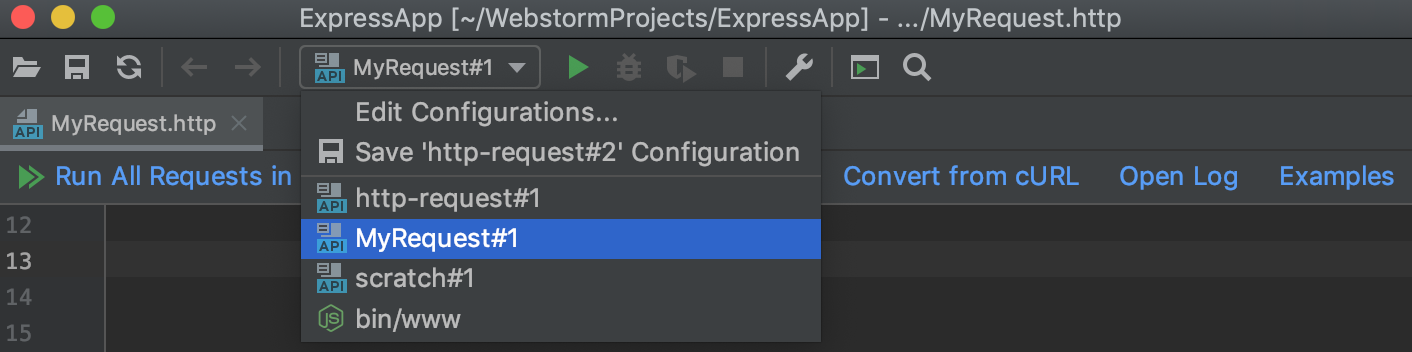 ExpressApp [~/WebstormProjects/ExpressApp] – .../MyRequest.http
API MyRequest#1
Edit Configurations...
API MyRequest.http
Save 'http-request#2' Configuration
Run All Requests in
Convert from cURL Open Log Examples
API http-request#1
12
API MyRequest#1
13
API scratch#1
14
JS bin/www
15